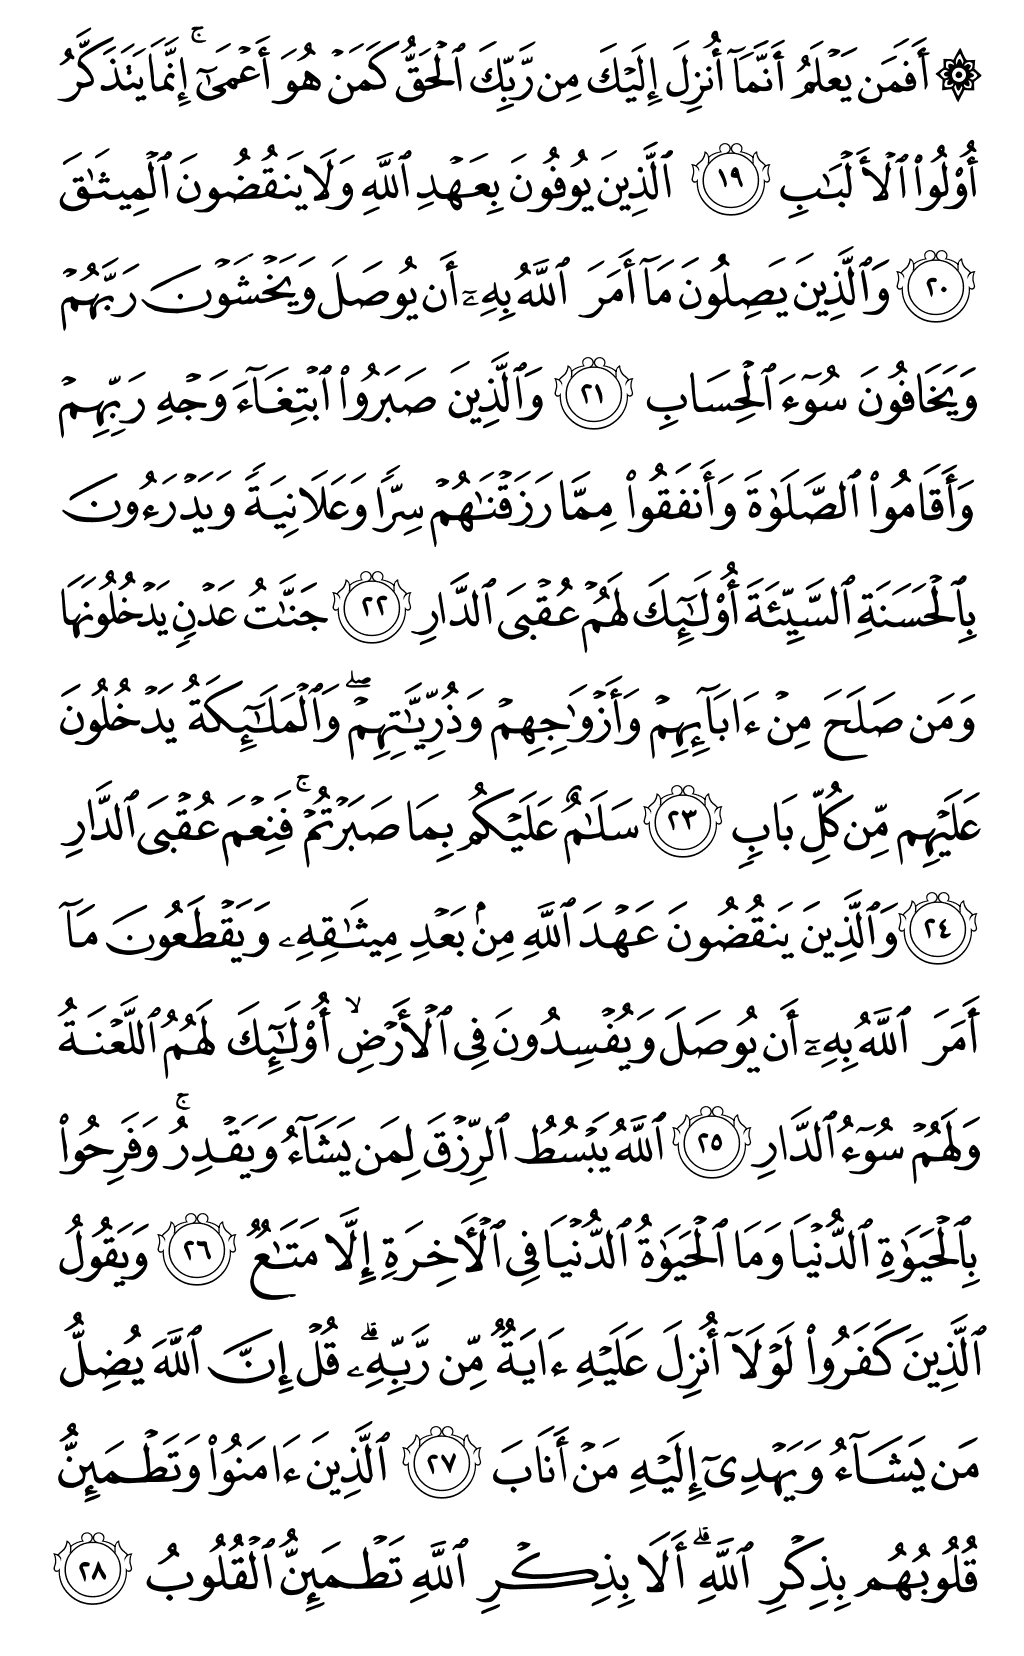 ۞ أَفَمَن يَعْلَمُ أَنَّمَآ أُنزِلَ إِلَيْكَ مِن رَّبِّكَ ٱلْحَقُّ كَمَنْ هُوَ أَعْمَىٰٓ ۚ إِنَّمَا يَتَذَكَّرُ
أُو۟لُوا۟ ٱلْأَلْبَـٰبِ ١٩ ٱلَّذِينَ يُوفُونَ بِعَهْدِ ٱللَّهِ وَلَا يَنقُضُونَ ٱلْمِيثَـٰقَ
٢٠ وَٱلَّذِينَ يَصِلُونَ مَآ أَمَرَ ٱللَّهُ بِهِۦٓ أَن يُوصَلَ وَيَخْشَوْنَ رَبَّهُمْ
وَيَخَافُونَ سُوٓءَ ٱلْحِسَابِ ٢١ وَٱلَّذِينَ صَبَرُوا۟ ٱبْتِغَآءَ وَجْهِ رَبِّهِمْ
وَأَقَامُوا۟ ٱلصَّلَوٰةَ وَأَنفَقُوا۟ مِمَّا رَزَقْنَـٰهُمْ سِرًّا وَعَلَانِيَةً وَيَدْرَءُونَ
بِٱلْحَسَنَةِ ٱلسَّيِّئَةَ أُو۟لَـٰٓئِكَ لَهُمْ عُقْبَى ٱلدَّارِ ٢٢ جَنَّـٰتُ عَدْنٍ يَدْخُلُونَهَا
وَمَن صَلَحَ مِنْ ءَابَآئِهِمْ وَأَزْوَٰجِهِمْ وَذُرِّيَّـٰتِهِمْ ۖ وَٱلْمَلَـٰٓئِكَةُ يَدْخُلُونَ
عَلَيْهِم مِّن كُلِّ بَابٍ ٢٣ سَلَـٰمٌ عَلَيْكُم بِمَا صَبَرْتُمْ ۚ فَنِعْمَ عُقْبَى ٱلدَّارِ
٢٤ وَٱلَّذِينَ يَنقُضُونَ عَهْدَ ٱللَّهِ مِنۢ بَعْدِ مِيثَـٰقِهِۦ وَيَقْطَعُونَ مَآ
أَمَرَ ٱللَّهُ بِهِۦٓ أَن يُوصَلَ وَيُفْسِدُونَ فِى ٱلْأَرْضِ ۙ أُو۟لَـٰٓئِكَ لَهُمُ ٱللَّعْنَةُ
وَلَهُمْ سُوٓءُ ٱلدَّارِ ٢٥ ٱللَّهُ يَبْسُطُ ٱلرِّزْقَ لِمَن يَشَآءُ وَيَقْدِرُ ۚ وَفَرِحُوا۟
بِٱلْحَيَوٰةِ ٱلدُّنْيَا وَمَا ٱلْحَيَوٰةُ ٱلدُّنْيَا فِى ٱلْـَٔاخِرَةِ إِلَّا مَتَـٰعٌ ٢٦ وَيَقُولُ
ٱلَّذِينَ كَفَرُوا۟ لَوْلَآ أُنزِلَ عَلَيْهِ ءَايَةٌ مِّن رَّبِّهِۦ ۗ قُلْ إِنَّ ٱللَّهَ يُضِلُّ
مَن يَشَآءُ وَيَهْدِىٓ إِلَيْهِ مَنْ أَنَابَ ٢٧ ٱلَّذِينَ ءَامَنُوا۟ وَتَطْمَئِنُّ
قُلُوبُهُم بِذِكْرِ ٱللَّهِ ۗ أَلَا بِذِكْرِ ٱللَّهِ تَطْمَئِنُّ ٱلْقُلُوبُ ٢٨